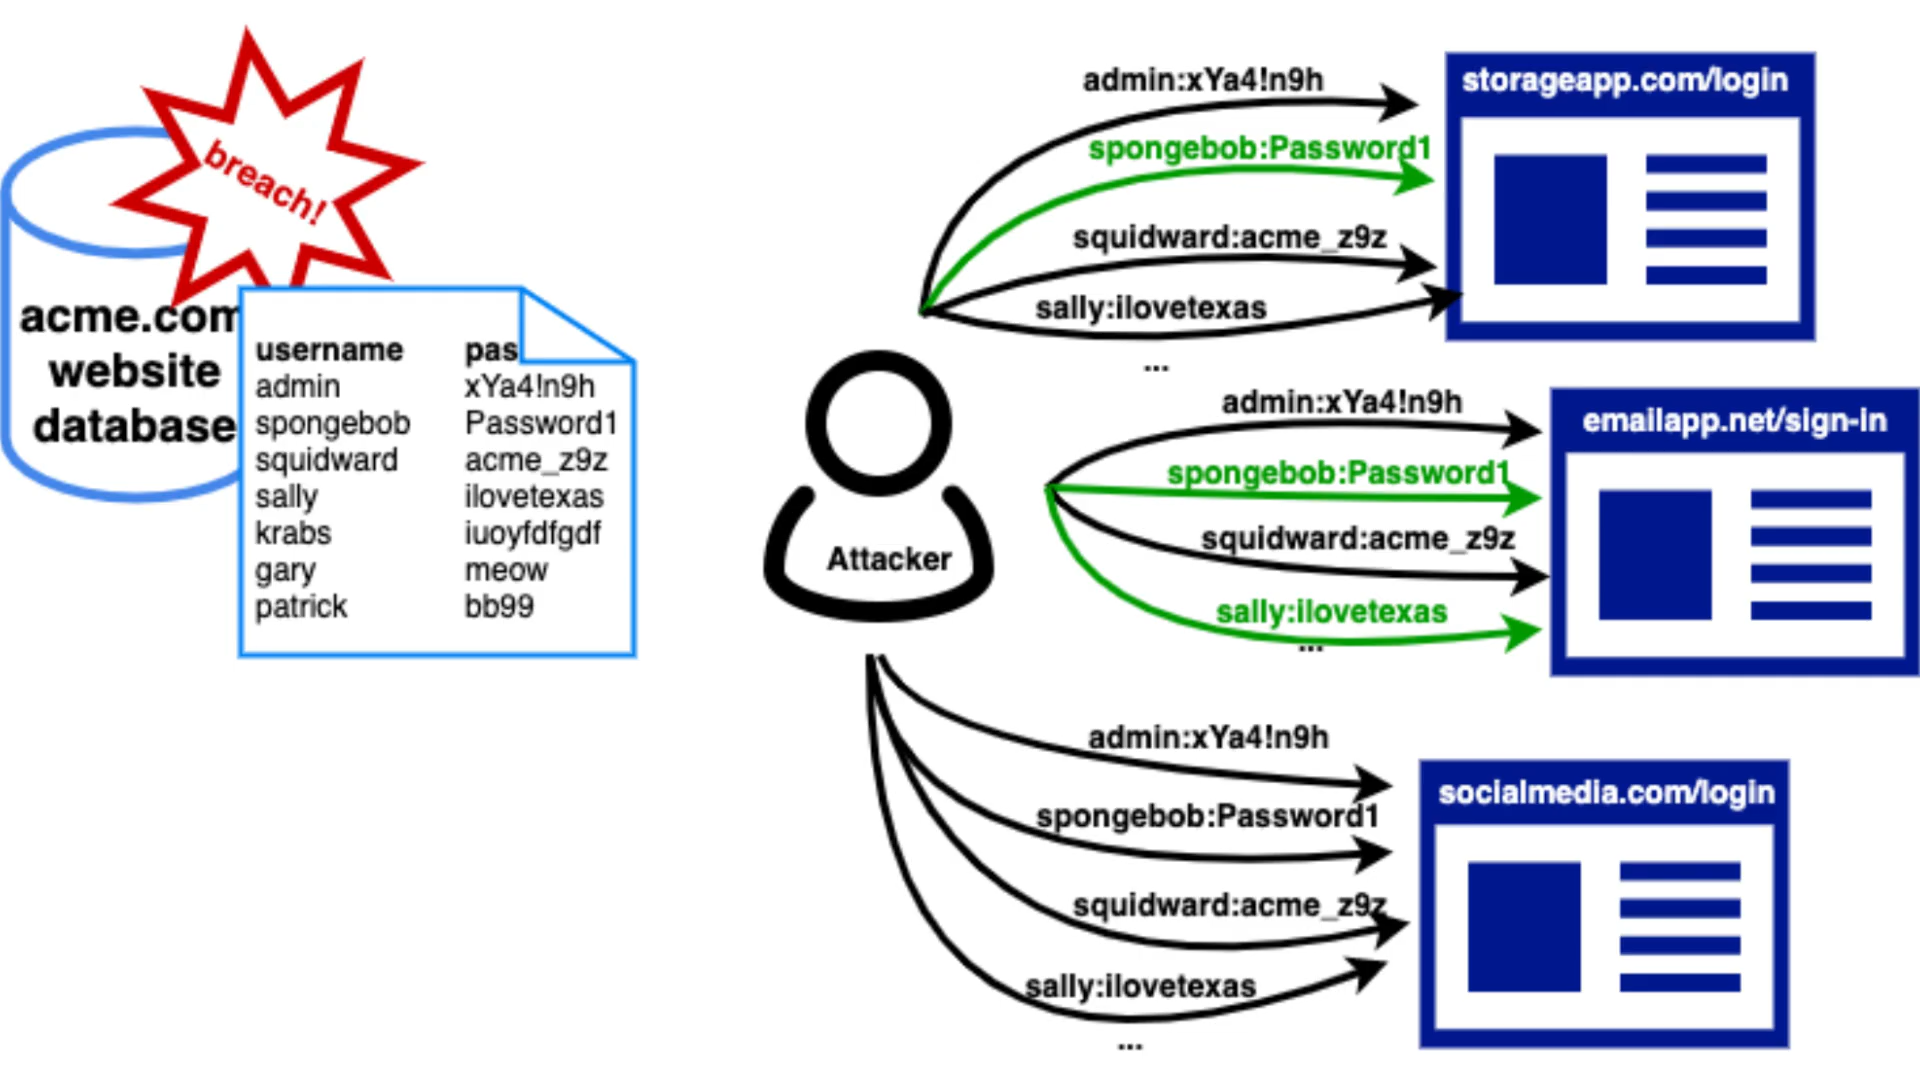 breach!
acme.com
website
database
username pas
admin xYa4!n9h
spongebob Password1
squidward acme_z9z
sally ilovetexas
krabs iuoyfdfgdf
gary meow
patrick bb99
Attacker
admin:xYa4!n9h
spongebob:Password1
squidward:acme_z9z
sally:ilovetexas
...
storageapp.com/login
admin:xYa4!n9h
spongebob:Password1
squidward:acme_z9z
sally:ilovetexas
...
emailapp.net/sign-in
admin:xYa4!n9h
spongebob:Password1
squidward:acme_z9z
sally:ilovetexas
...
socialmedia.com/login